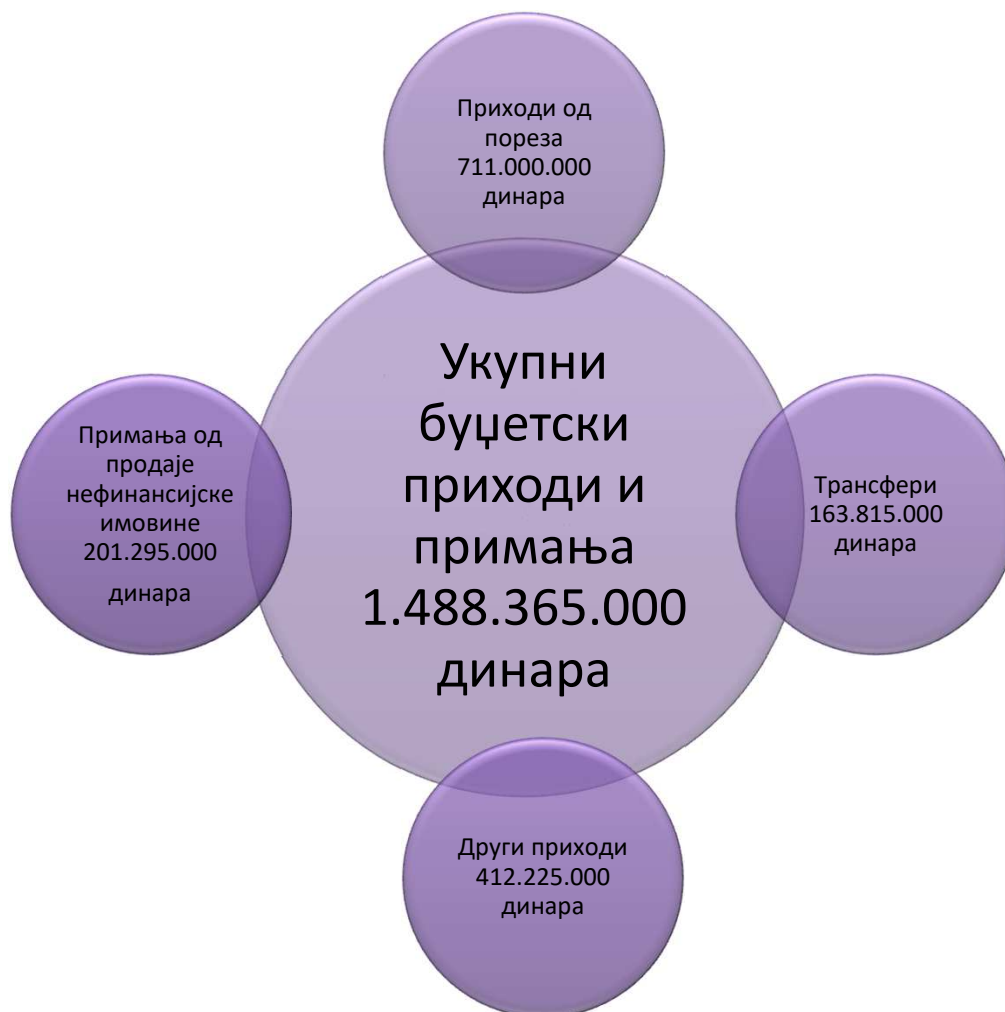 Приходи од
пореза
711.000.000
динара
Укупни
буџетски
приходи и
примања
1.488.365.000
динара
Примања од
продаје
нефинансијске
имовине
201.295.000
динара
Трансфери
163.815.000
динара
Други приходи
412.225.000
динара